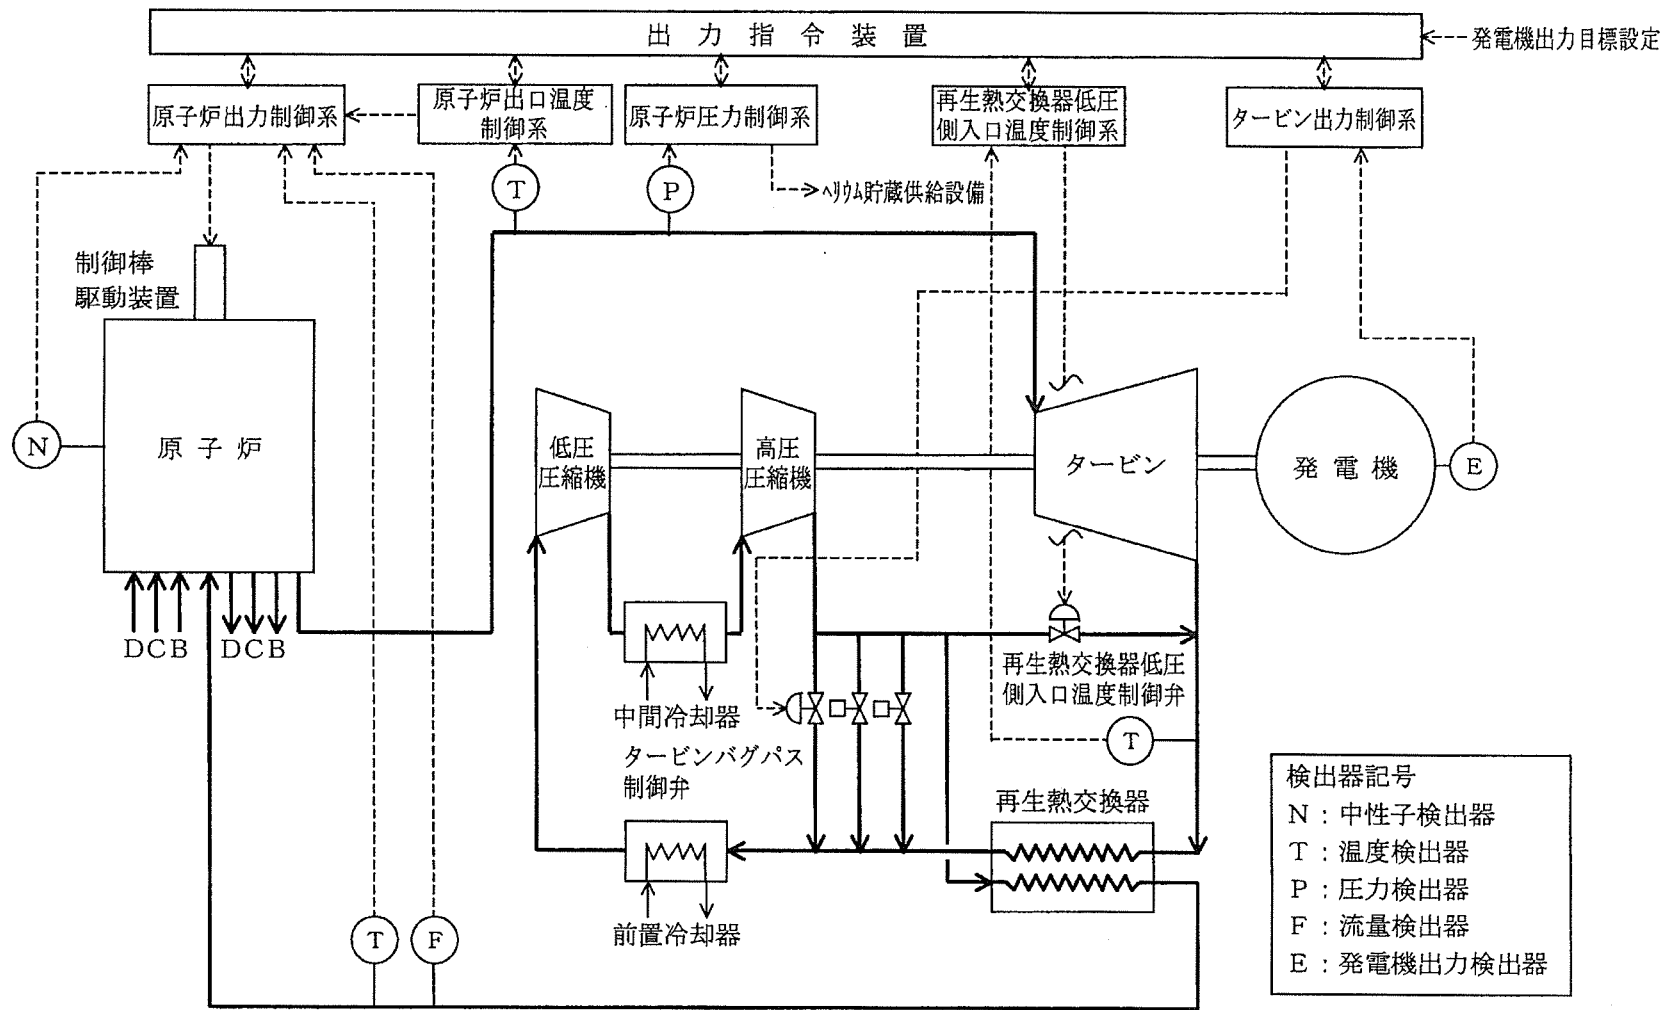 出力指令装置
発電機出力目標設定
原子炉出力制御系
原子炉出口温度
制御系
原子炉圧力制御系
再生熱交換器低圧
側入口温度制御系
タービン出力制御系
T
P
ヘリウム貯蔵供給設備
制御棒
駆動装置
N
原子炉
低圧
圧縮機
高圧
圧縮機
タービン
発電機
E
DCB
DCB
中間冷却器
再生熱交換器低圧
側入口温度制御弁
タービンバグパス
制御弁
T
再生熱交換器
前置冷却器
T
F
検出器記号
N:中性子検出器
T:温度検出器
P:圧力検出器
F:流量検出器
E:発電機出力検出器